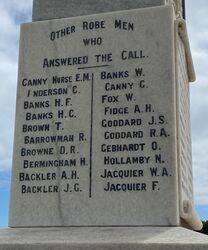 Other Robe Men
who
Answered the Call.
Canny Nurse E.M.
Inderson C.
Banks H.F.
Banks H.C.
Brown T.
Barrowman R.
Browne D.R.
Bermingham H.
Backler A.H.
Backler J.G.
Banks W.
Canny C.
Fox W.
Fidge A.H.
Goddard J.S.
Goddard R.A.
Gebhardt O.
Hollamby N.
Jacquier W.A.
Jacquier F.